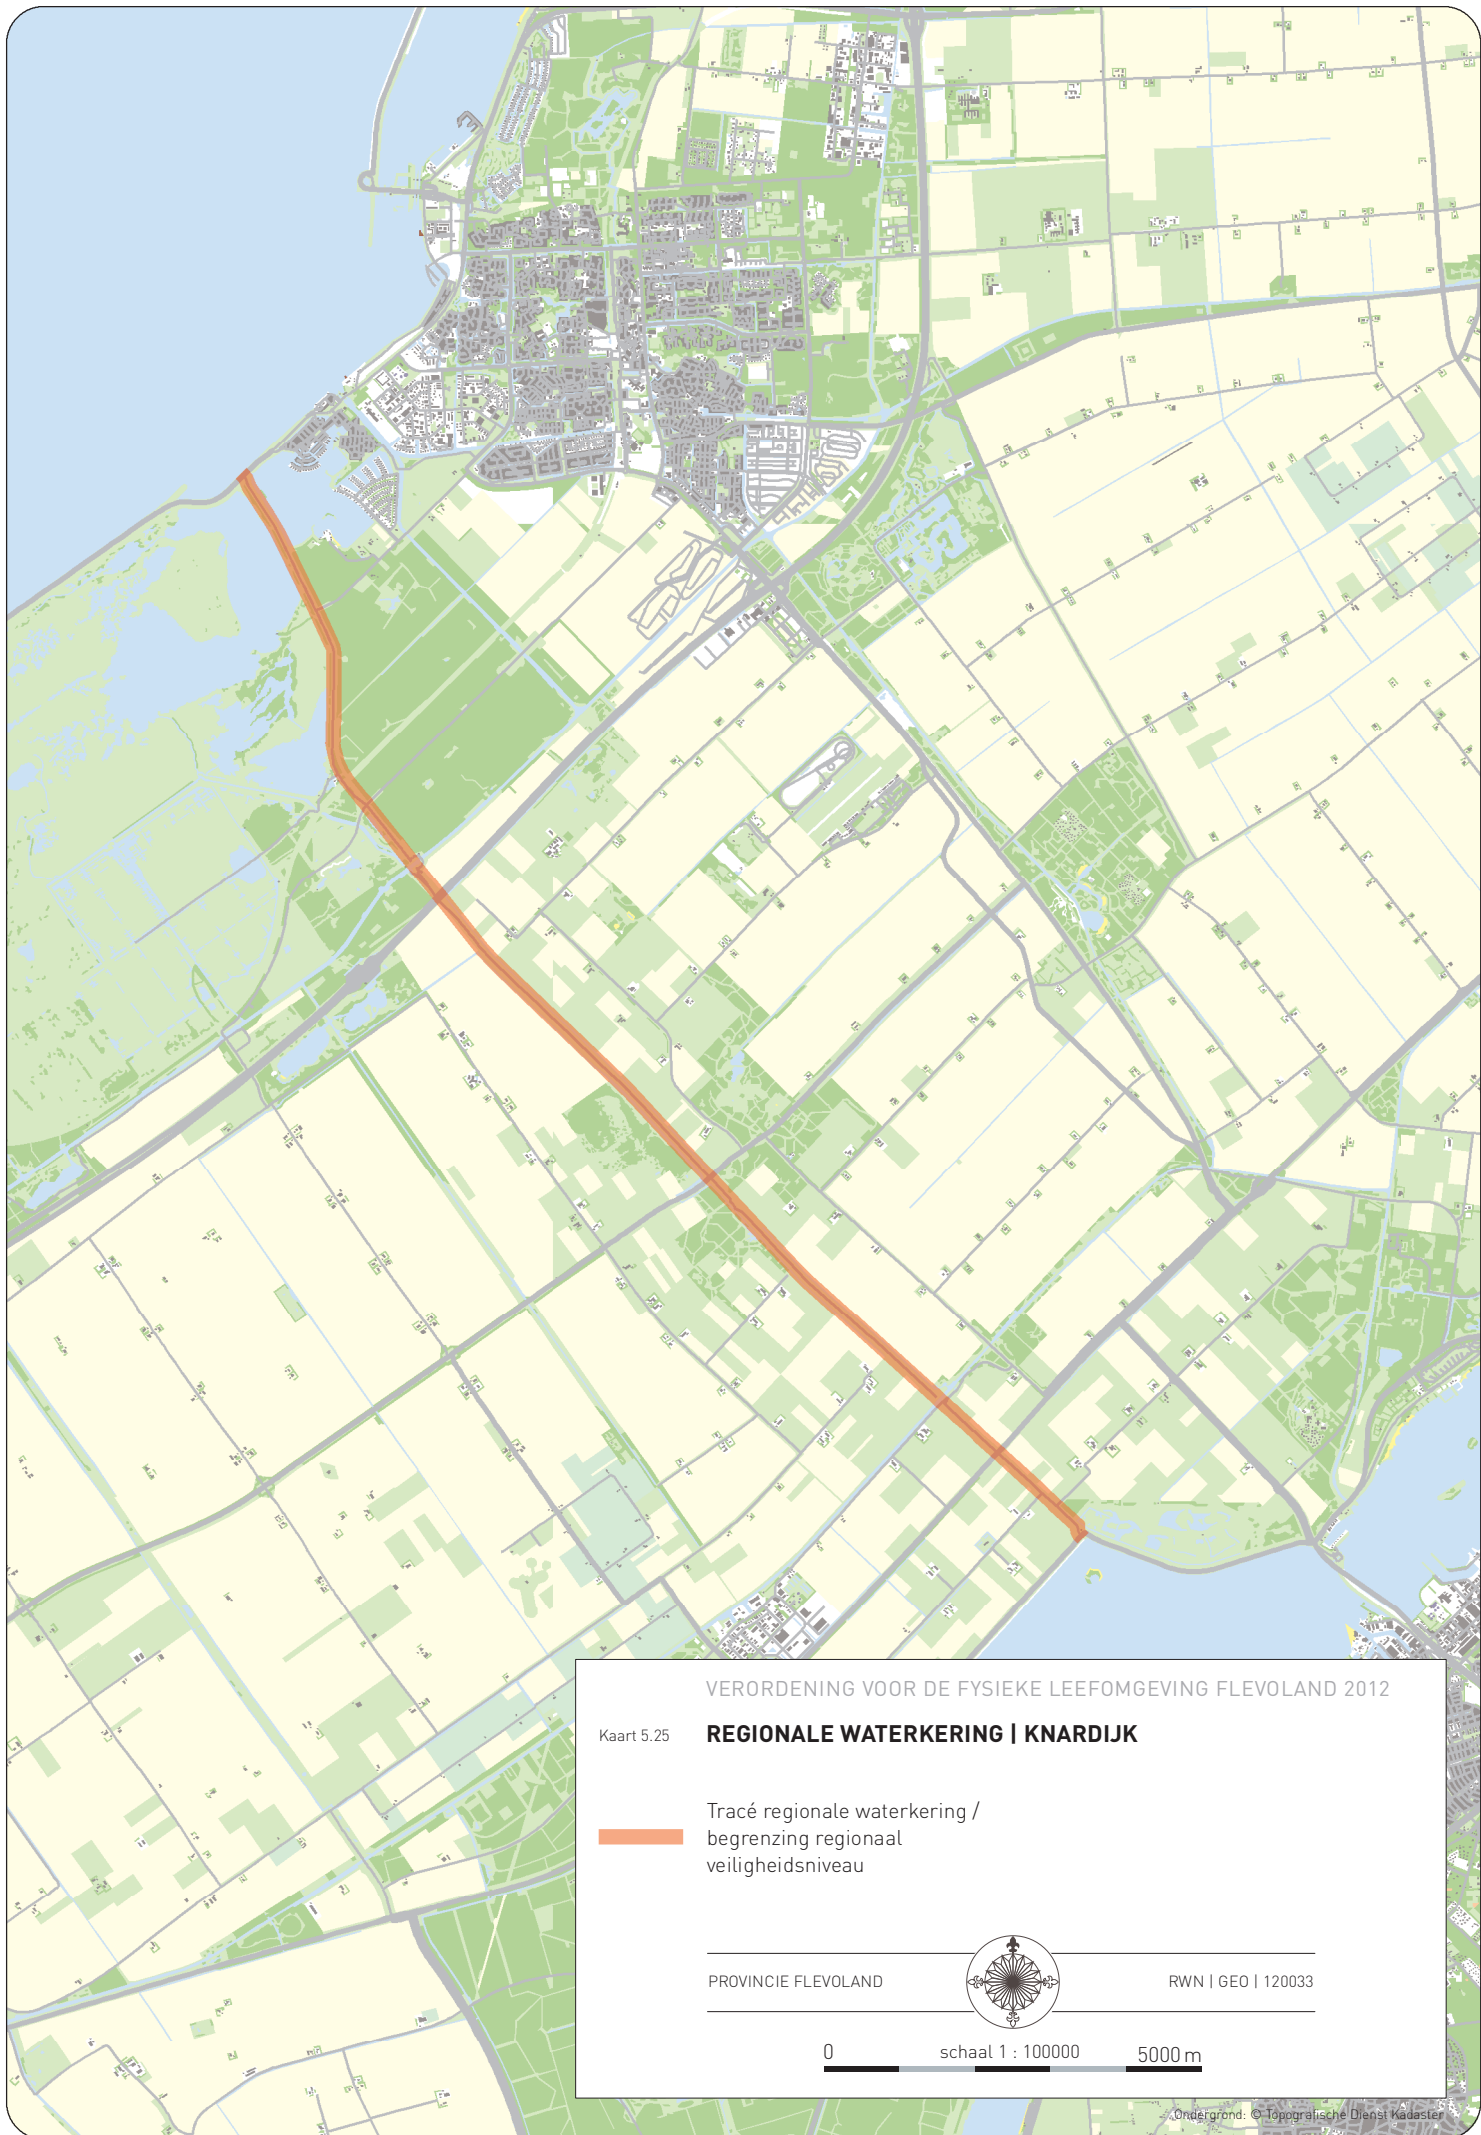 VERORDENING VOOR DE FYSIEKE LEEFOMGEVING FLEVOLAND 2012
Kaart 5.25 REGIONALE WATERKERING | KNARDIJK
Tracé regionale waterkering /
begrenzing regionaal
veiligheidsniveau
PROVINCIE FLEVOLAND RWN | GEO | 120033
0 schaal 1 : 100000 5000 m
Ondergrond: © Topografische Dienst Kadaster